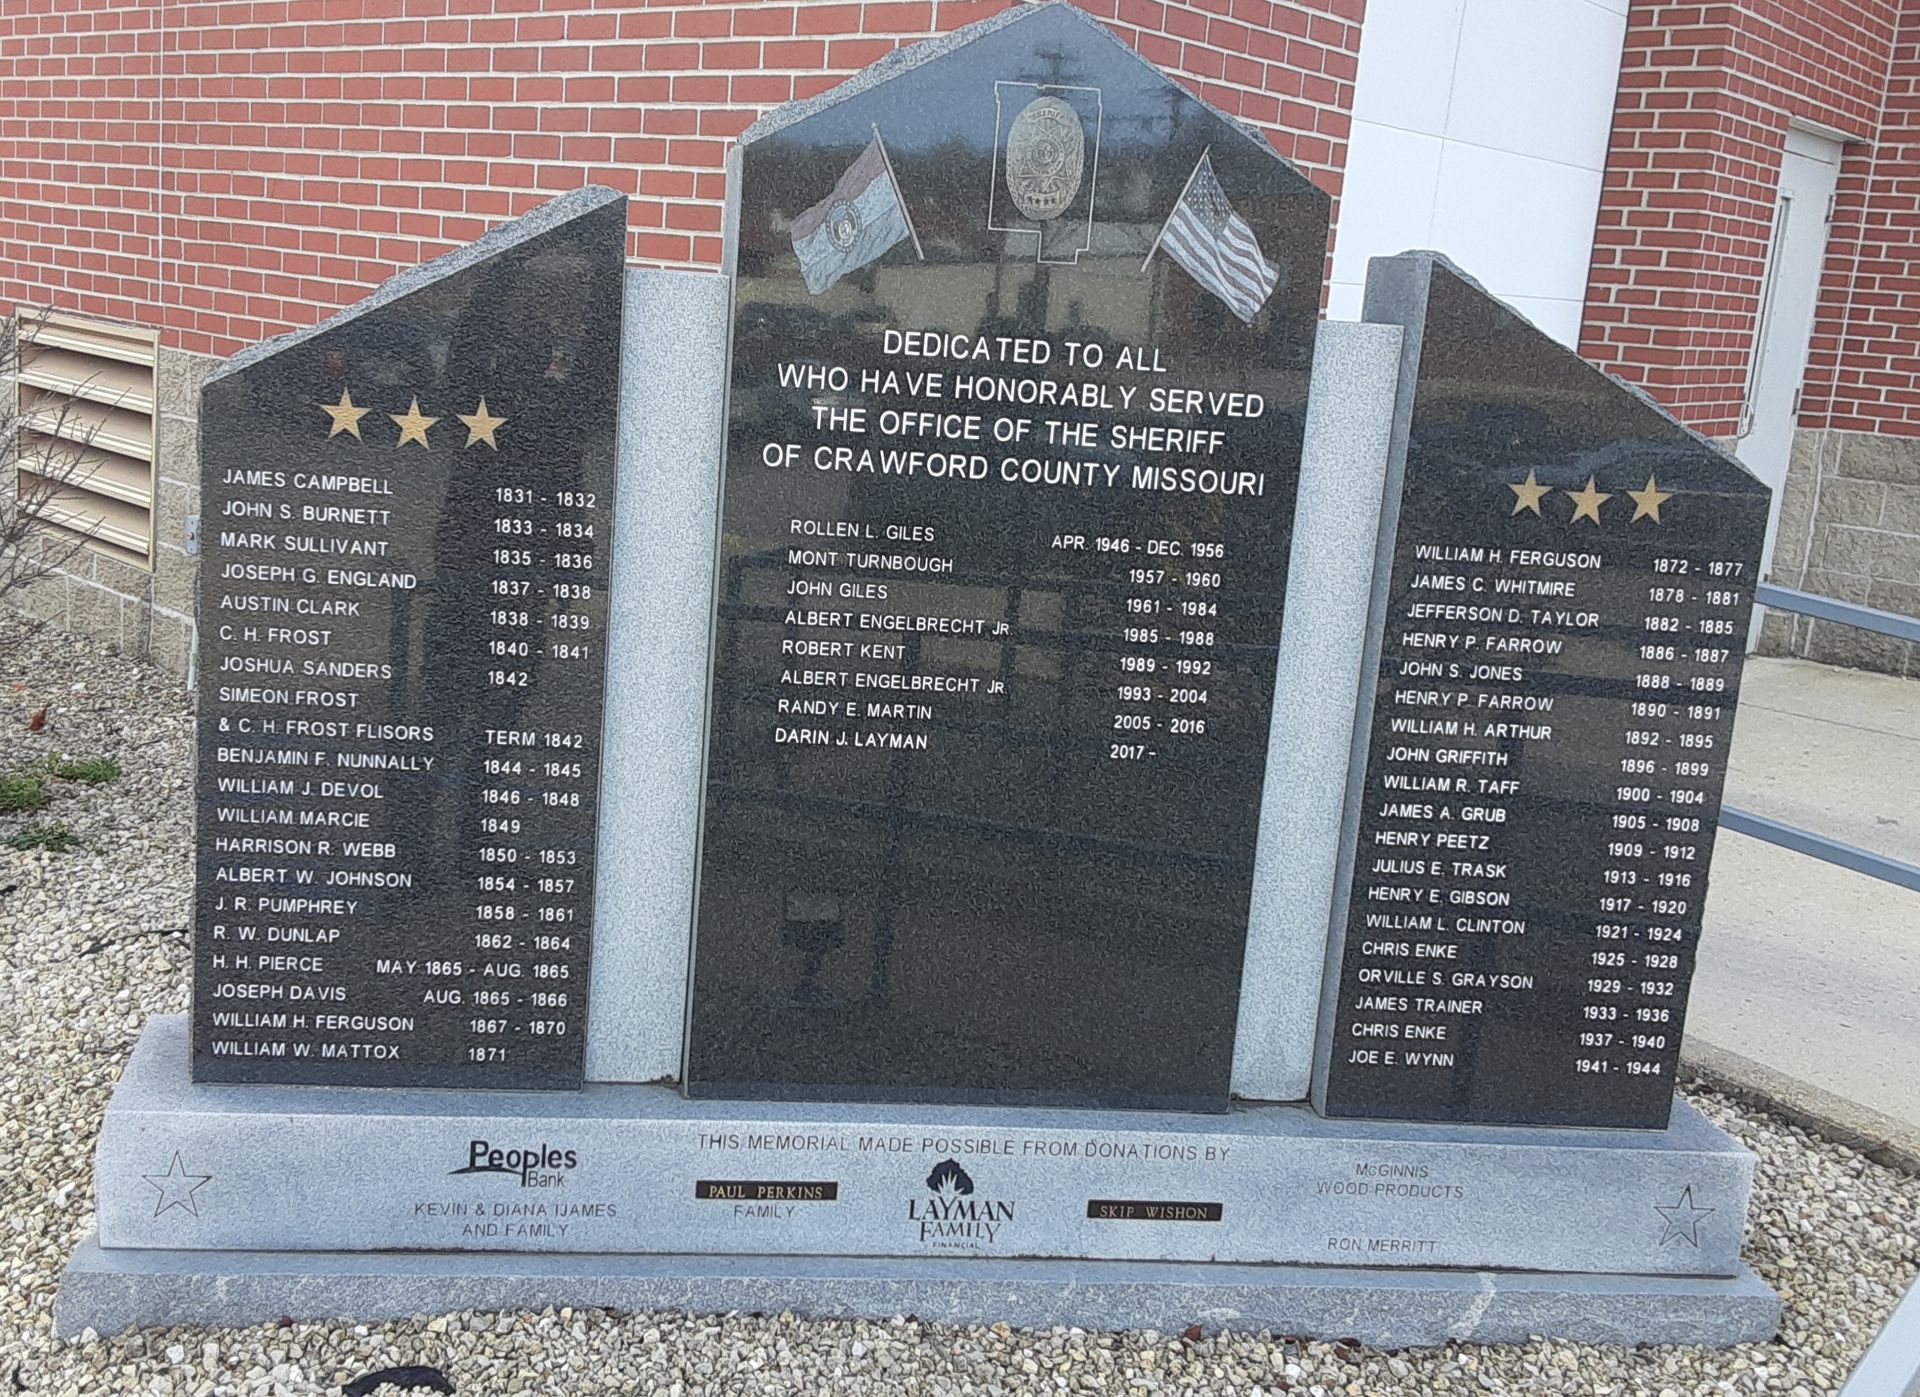 JAMES CAMPBELL 1831 - 1832
JOHN S. BURNETT 1833 - 1834
MARK SULLIVANT 1835 - 1836
JOSEPH G. ENGLAND 1837 - 1838
AUSTIN CLARK 1838 - 1839
C. H. FROST 1840 - 1841
JOSHUA SANDERS 1842
SIMEON FROST
& C. H. FROST FLISORS TERM 1842
BENJAMIN F. NUNNALLY 1844 - 1845
WILLIAM J. DEVOL 1846 - 1848
WILLIAM MARCIE 1849
HARRISON R. WEBB 1850 - 1853
ALBERT W. JOHNSON 1854 - 1857
J. R. PUMPHREY 1858 - 1861
R. W. DUNLAP 1862 - 1864
H. H. PIERCE MAY 1865 - AUG. 1865
JOSEPH DAVIS AUG. 1865 - 1866
WILLIAM H. FERGUSON 1867 - 1870
WILLIAM W. MATTOX 1871
DEDICATED TO ALL
WHO HAVE HONORABLY SERVED
THE OFFICE OF THE SHERIFF
OF CRAWFORD COUNTY MISSOURI
ROLLEN L. GILES APR. 1946 - DEC. 1956
MONT TURNBOUGH 1957 - 1960
JOHN GILES 1961 - 1984
ALBERT ENGELBRECHT JR. 1985 - 1988
ROBERT KENT 1989 - 1992
ALBERT ENGELBRECHT JR. 1993 - 2004
RANDY E. MARTIN 2005 - 2016
DARIN J. LAYMAN 2017 -
WILLIAM H. FERGUSON 1872 - 1877
JAMES C. WHITMIRE 1878 - 1881
JEFFERSON D. TAYLOR 1882 - 1885
HENRY P. FARROW 1886 - 1887
JOHN S. JONES 1888 - 1889
HENRY P. FARROW 1890 - 1891
WILLIAM H. ARTHUR 1892 - 1895
JOHN GRIFFITH 1896 - 1899
WILLIAM R. TAFF 1900 - 1904
JAMES A. GRUB 1905 - 1908
HENRY PEETZ 1909 - 1912
JULIUS E. TRASK 1913 - 1916
HENRY E. GIBSON 1917 - 1920
WILLIAM L. CLINTON 1921 - 1924
CHRIS ENKE 1925 - 1928
ORVILLE S. GRAYSON 1929 - 1932
JAMES TRAINER 1933 - 1936
CHRIS ENKE 1937 - 1940
JOE E. WYNN 1941 - 1944
THIS MEMORIAL MADE POSSIBLE FROM DONATIONS BY
Peoples
Bank
KEVIN & DIANA IJAMES
AND FAMILY
PAUL PERKINS
FAMILY
LAYMAN
FAMILY
FINANCIAL
SKIP WISHON
MCGINNIS
WOOD PRODUCTS
RON MERRITT